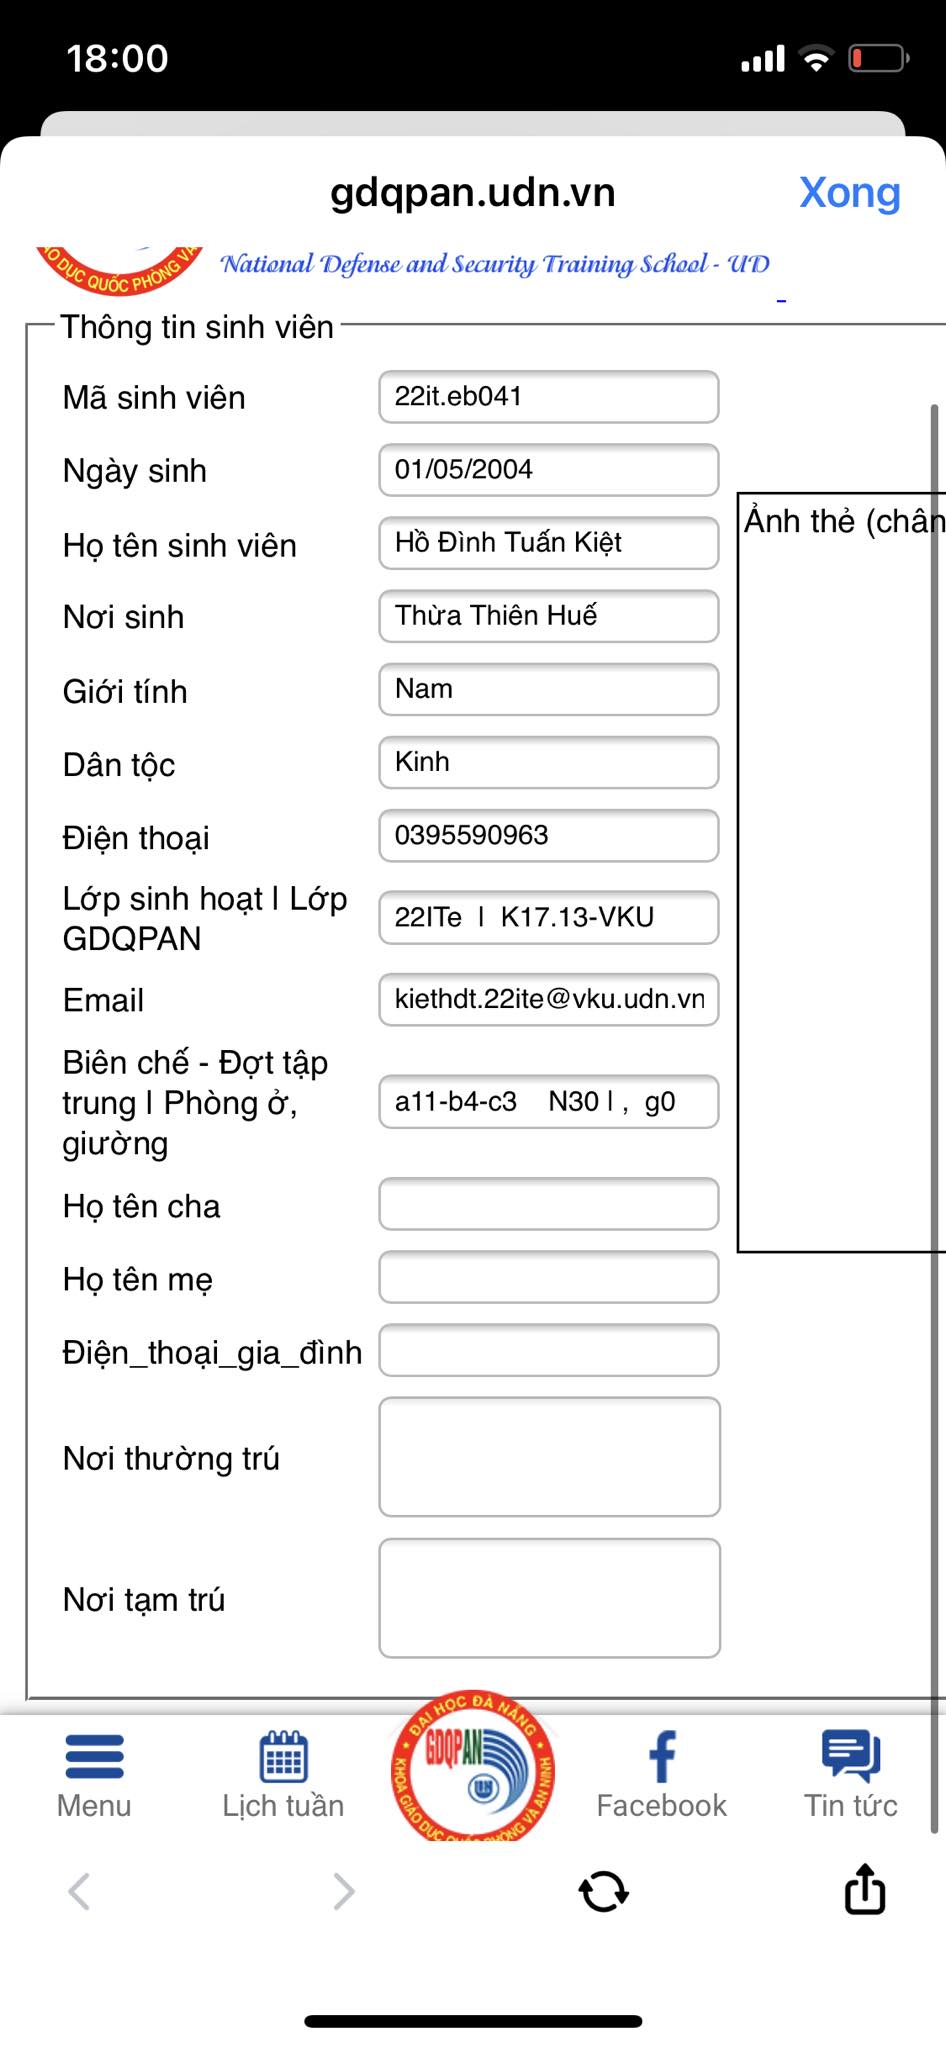 18:00
gdqpan.udn.vn
Xong
O DỤC QUỐC PHÒNG VÀ
National Defense and Security Training School - UD
Thông tin sinh viên
Mã sinh viên 22it.eb041
Ngày sinh 01/05/2004
Ảnh thẻ (chân
Họ tên sinh viên Hồ Đình Tuấn Kiệt
Nơi sinh Thừa Thiên Huế
Giới tính Nam
Dân tộc Kinh
Điện thoại 0395590963
Lớp sinh hoạt | Lớp
GDQPAN
22ITe | K17.13-VKU
Email kiethdt.22ite@vku.udn.vn
Biên chế - Đợt tập
trung | Phòng ở,
giường
a11-b4-c3 N30 | , g0
Họ tên cha
Họ tên mẹ
Điện_thoại_gia_đình
Nơi thường trú
Nơi tạm trú
ĐẠI HỌC ĐÀ NẴNG
KHOA GIÁO DỤC QUỐC PHÒNG VÀ AN NINH
GDQPAN
Menu
Lịch tuần
Facebook
Tin tức